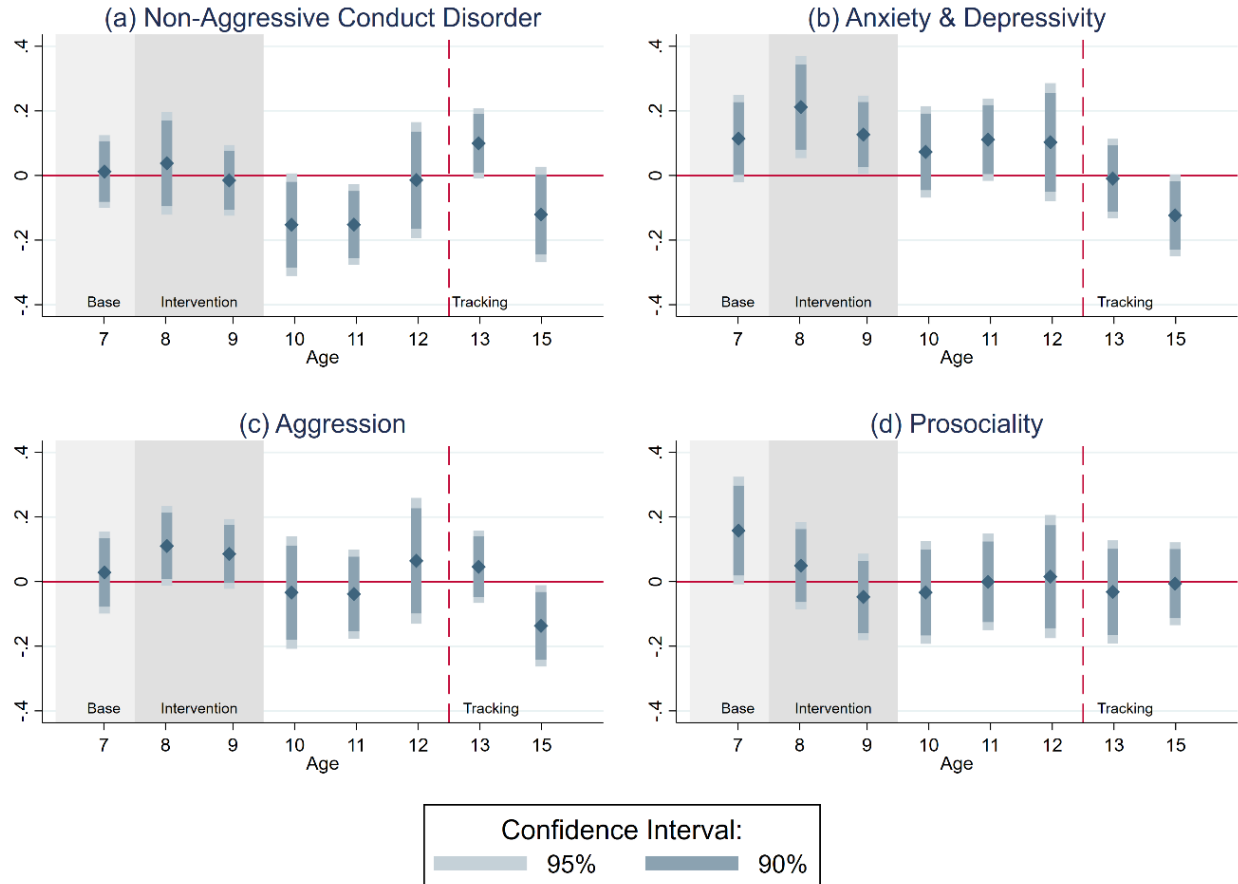 (a) Non-Aggressive Conduct Disorder
.4
.2
0
-.2
-.4
Base
Intervention
Tracking
7 8 9 10 11 12 13 15
Age
(b) Anxiety & Depressivity
.4
.2
0
-.2
-.4
Base
Intervention
Tracking
7 8 9 10 11 12 13 15
Age
(c) Aggression
.4
.2
0
-.2
-.4
Base
Intervention
Tracking
7 8 9 10 11 12 13 15
Age
(d) Prosociality
.4
.2
0
-.2
-.4
Base
Intervention
Tracking
7 8 9 10 11 12 13 15
Age
Confidence Interval:
95% 90%